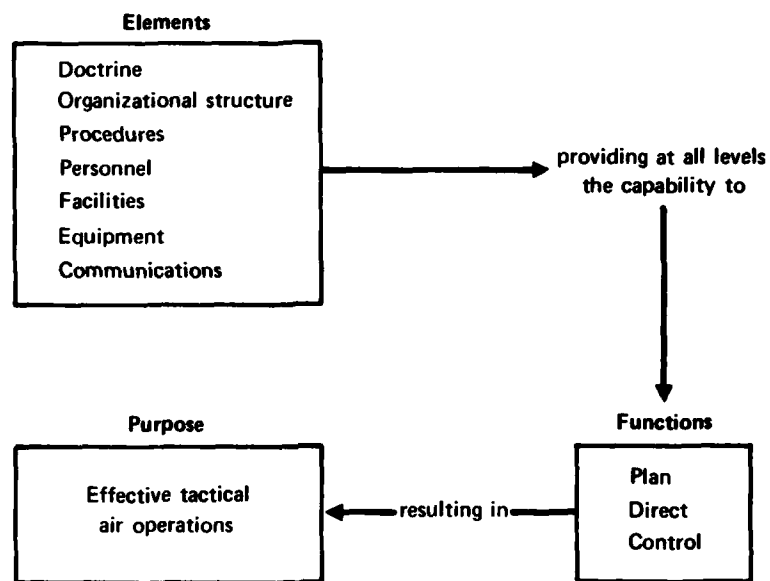 Elements
Doctrine
Organizational structure
Procedures
Personnel
Facilities
Equipment
Communications
providing at all levels
the capability to
Functions
Plan
Direct
Control
resulting in
Purpose
Effective tactical
air operations